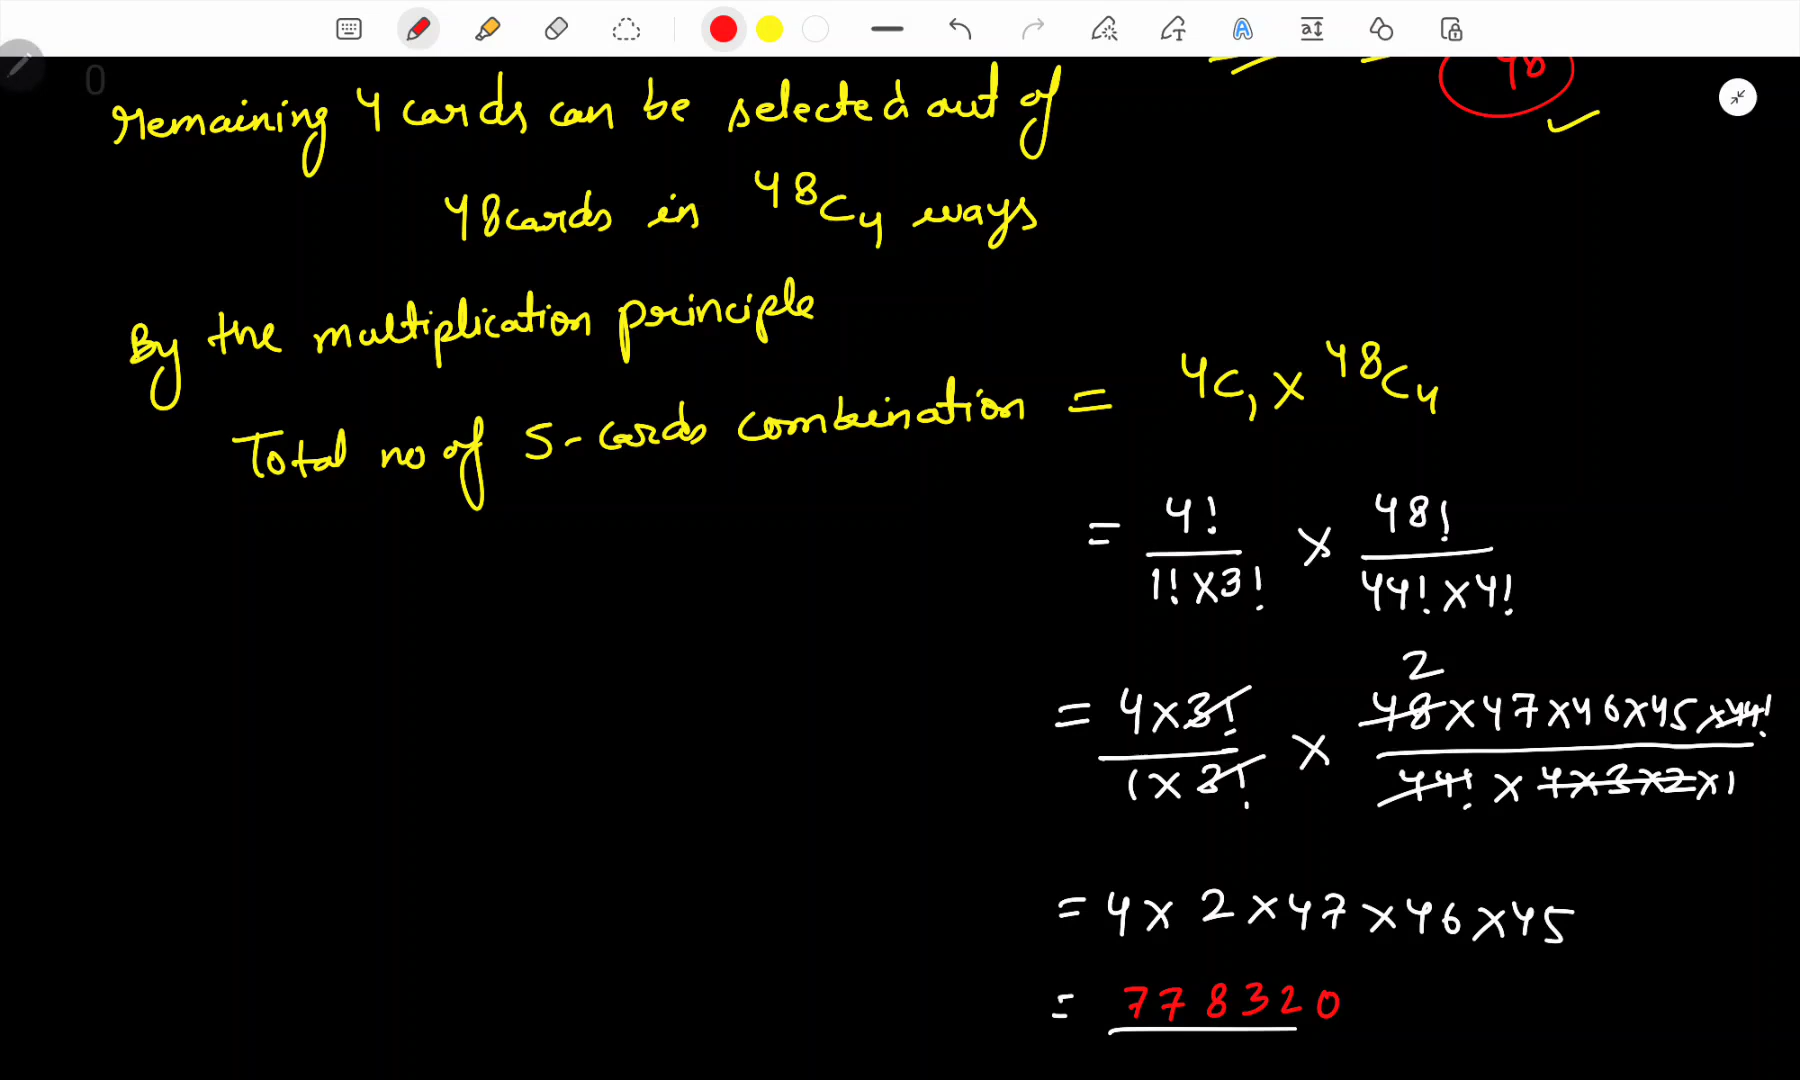 0
48
remaining 4 cards can be selected out of
48 cards in ⁴⁸C₄ ways
By the multiplication principle
Total no of 5-cards combination = ⁴C₁ × ⁴⁸C₄
= 4!/(1! × 3!) × 48!/(44! × 4!)
2
= (4 × 3!)/(1 × 3!) × (48 × 47 × 46 × 45 × 44!)/(44! × 4 × 3 × 2 × 1)
= 4 × 2 × 47 × 46 × 45
= 778320